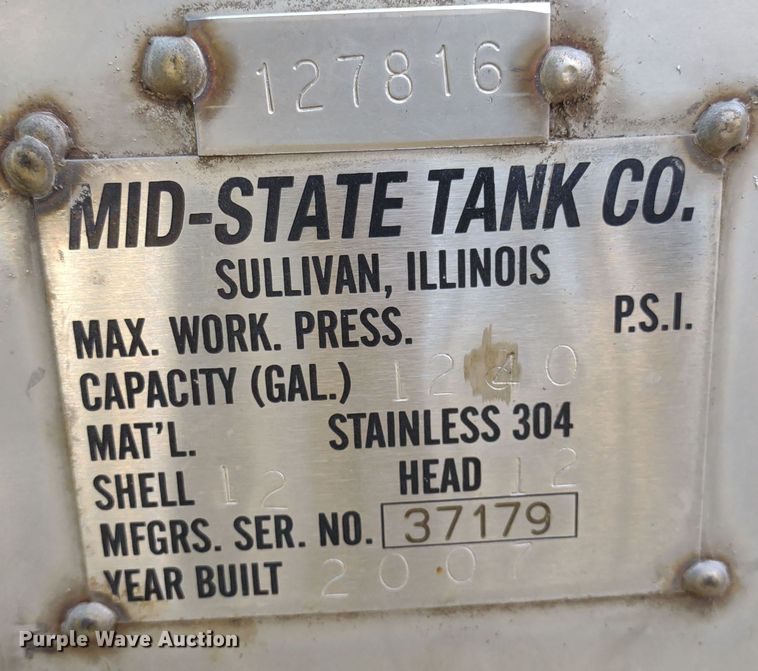 127816
MID-STATE TANK CO.
SULLIVAN, ILLINOIS
MAX. WORK. PRESS. P.S.I.
CAPACITY (GAL.)
MAT'L. STAINLESS 304
SHELL 12 HEAD 12
MFGRS. SER. NO. 37179
YEAR BUILT 2007
Purple Wave Auction